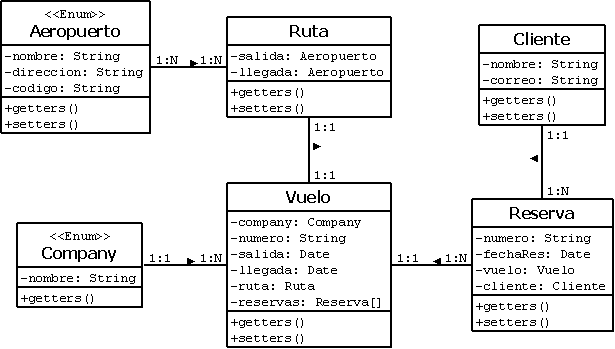 <<Enum>>
Aeropuerto
-nombre: String
-direccion: String
-codigo: String
+getters()
+setters()
1:N
1:N
Ruta
-salida: Aeropuerto
-llegada: Aeropuerto
+getters()
+setters()
Cliente
-nombre: String
-correo: String
+getters()
+setters()
1:1
1:1
1:1
1:N
<<Enum>>
Company
-nombre: String
+getters()
1:1
1:N
Vuelo
-company: Company
-numero: String
-salida: Date
-llegada: Date
-ruta: Ruta
-reservas: Reserva[]
+getters()
+setters()
1:1
1:N
Reserva
-numero: String
-fechaRes: Date
-vuelo: Vuelo
-cliente: Cliente
+getters()
+setters()